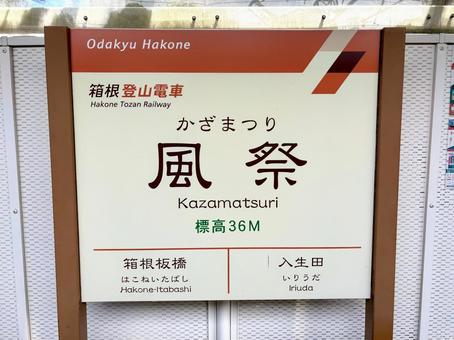 Odakyu Hakone
箱根登山電車
Hakone Tozan Railway
かざまつり
風祭
Kazamatsuri
標高36M
箱根板橋
はこねいたばし
Hakone-Itabashi
入生田
いりうだ
Iriuda